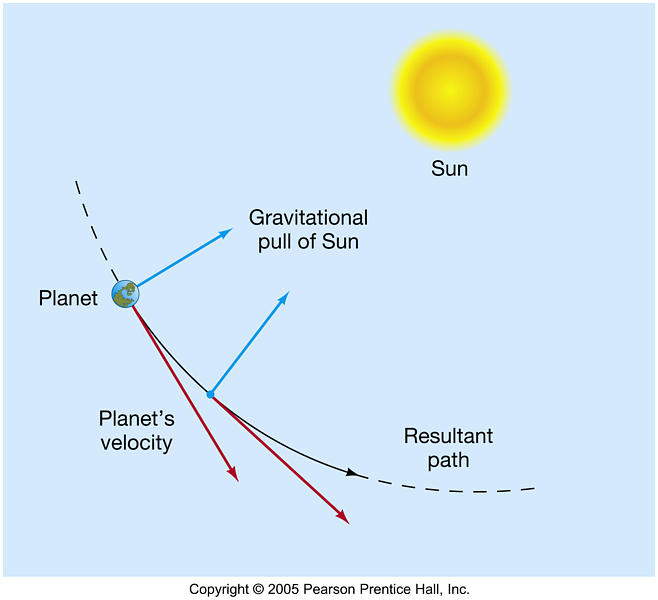 Sun
Gravitational
pull of Sun
Planet
Planet's
velocity
Resultant
path
Copyright © 2005 Pearson Prentice Hall, Inc.